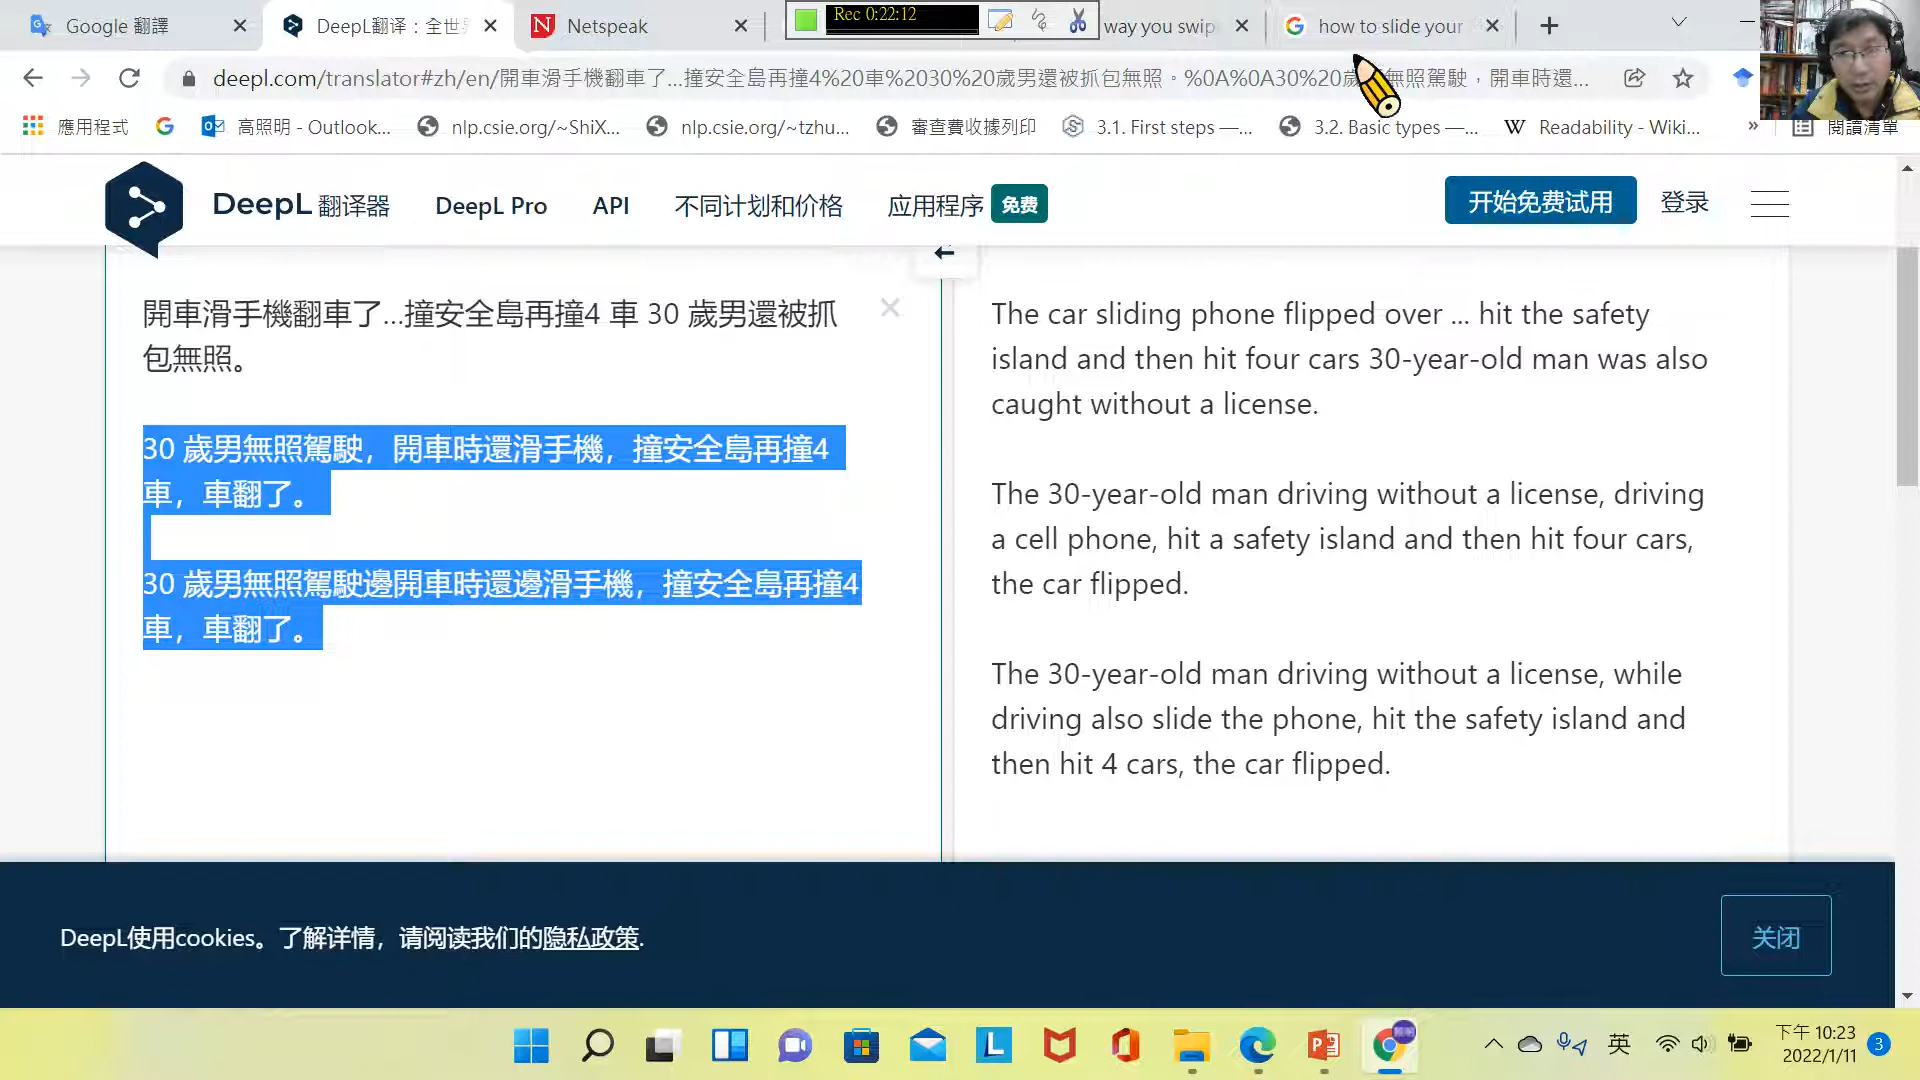 Google 翻譯
DeepL翻译：全世界
Netspeak
Rec 0:22:12
way you swip
how to slide your
deepl.com/translator#zh/en/開車滑手機翻車了...撞安全島再撞4%20車%2030%20歲男還被抓包無照。%0A%0A30%20歲男無照駕駛，開車時還...
應用程式
高照明 - Outlook...
nlp.csie.org/~ShiX...
nlp.csie.org/~tzhu...
審查費收據列印
3.1. First steps —...
3.2. Basic types —...
W
Readability - Wiki...
»
閱讀清單
DeepL 翻译器
DeepL Pro
API
不同计划和价格
应用程序
免费
开始免费试用
登录
開車滑手機翻車了...撞安全島再撞4 車 30 歲男還被抓
包無照。
30 歲男無照駕駛，開車時還滑手機，撞安全島再撞4
車，車翻了。
30 歲男無照駕駛邊開車時還邊滑手機，撞安全島再撞4
車，車翻了。
The car sliding phone flipped over ... hit the safety
island and then hit four cars 30-year-old man was also
caught without a license.
The 30-year-old man driving without a license, driving
a cell phone, hit a safety island and then hit four cars,
the car flipped.
The 30-year-old man driving without a license, while
driving also slide the phone, hit the safety island and
then hit 4 cars, the car flipped.
DeepL使用cookies。了解详情，请阅读我们的隐私政策.
关闭
英
下午 10:23
2022/1/11
3